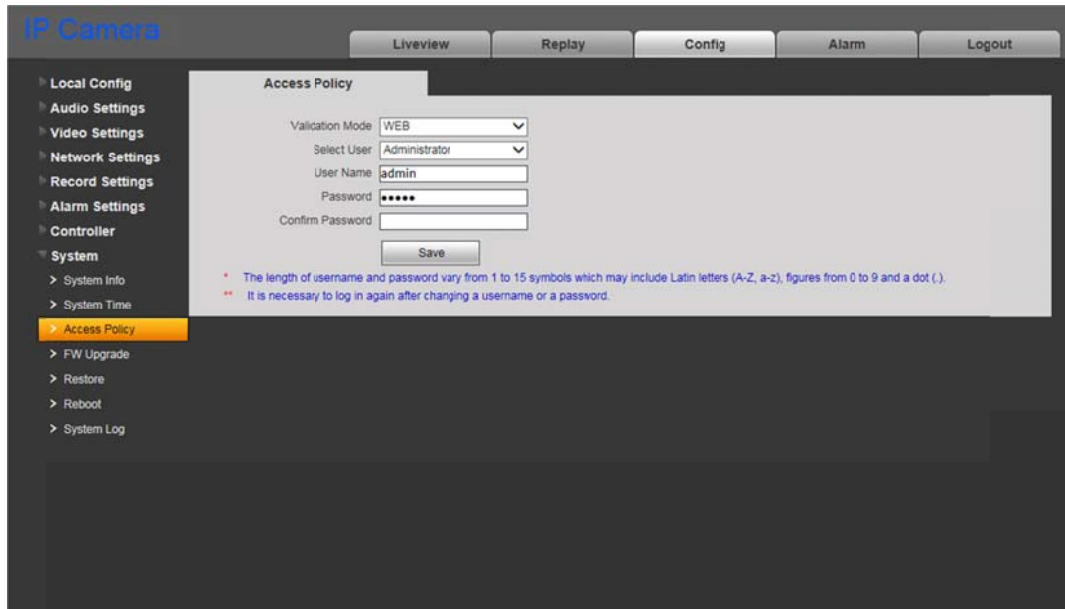 IP Camera
Liveview Replay Config Alarm Logout
Local Config
Audio Settings
Video Settings
Network Settings
Record Settings
Alarm Settings
Controller
System
System Info
System Time
Access Policy
FW Upgrade
Restore
Reboot
System Log
Access Policy
Valication Mode WEB
Select User Administrator
User Name admin
Password •••••
Confirm Password
Save
* The length of username and password vary from 1 to 15 symbols which may include Latin letters (A-Z, a-z), figures from 0 to 9 and a dot (.).
** It is necessary to log in again after changing a username or a password.